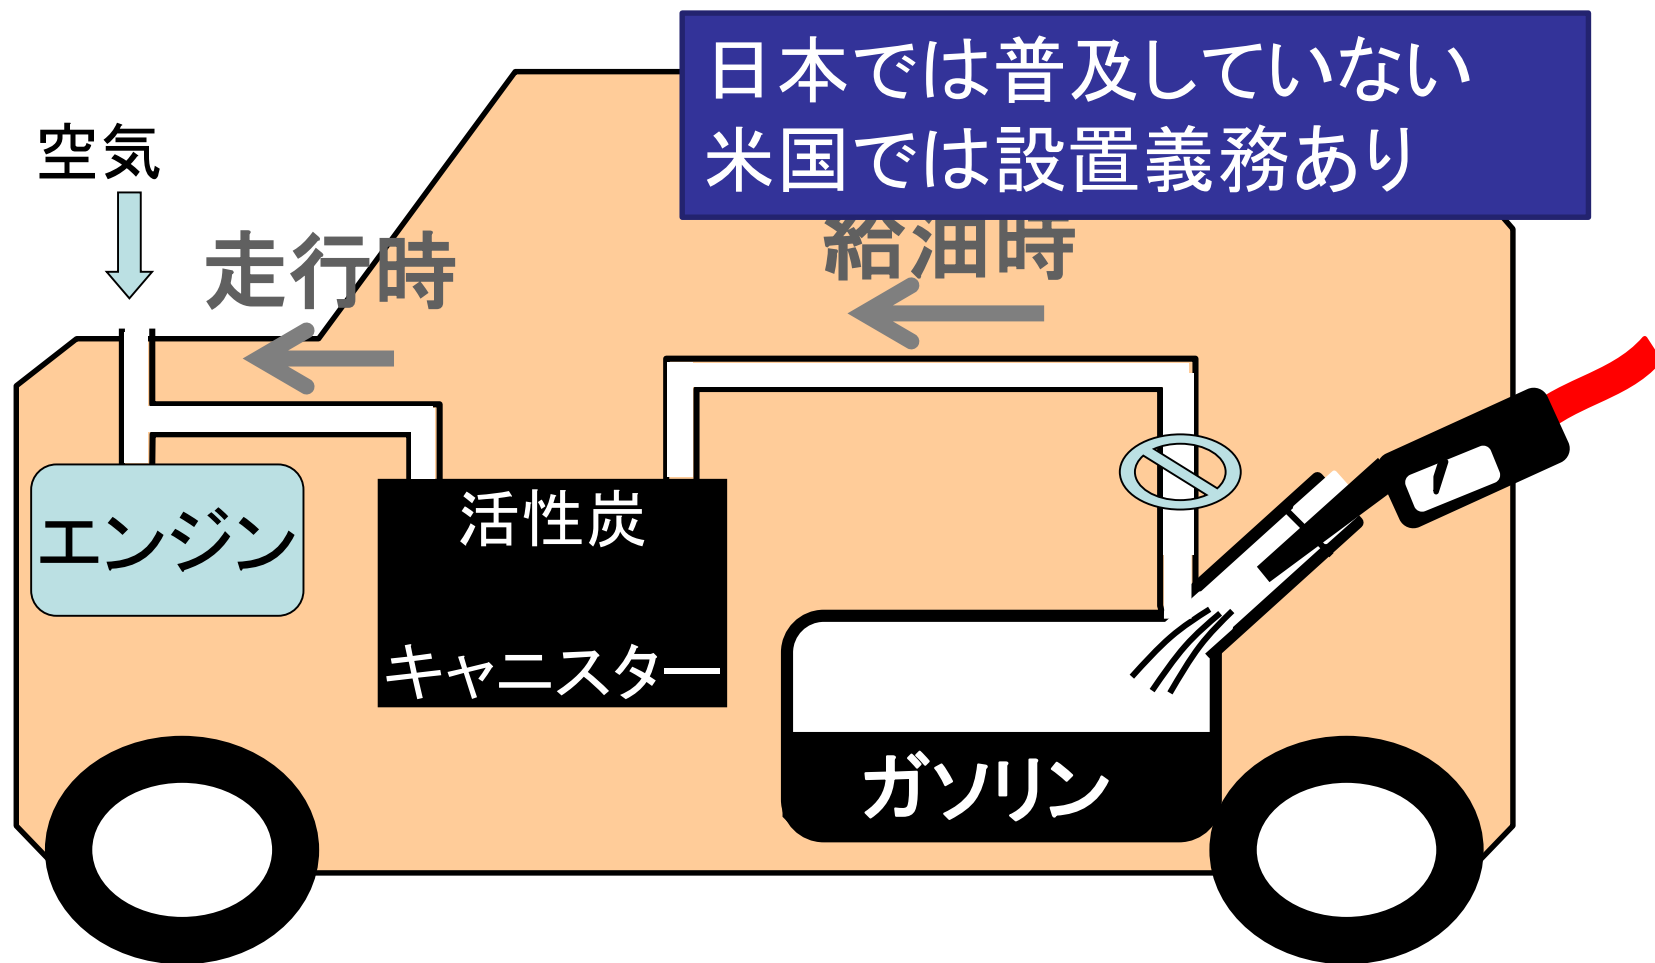 日本では普及していない
米国では設置義務あり
空気
走行時
給油時
エンジン
活性炭
キャニスター
ガソリン